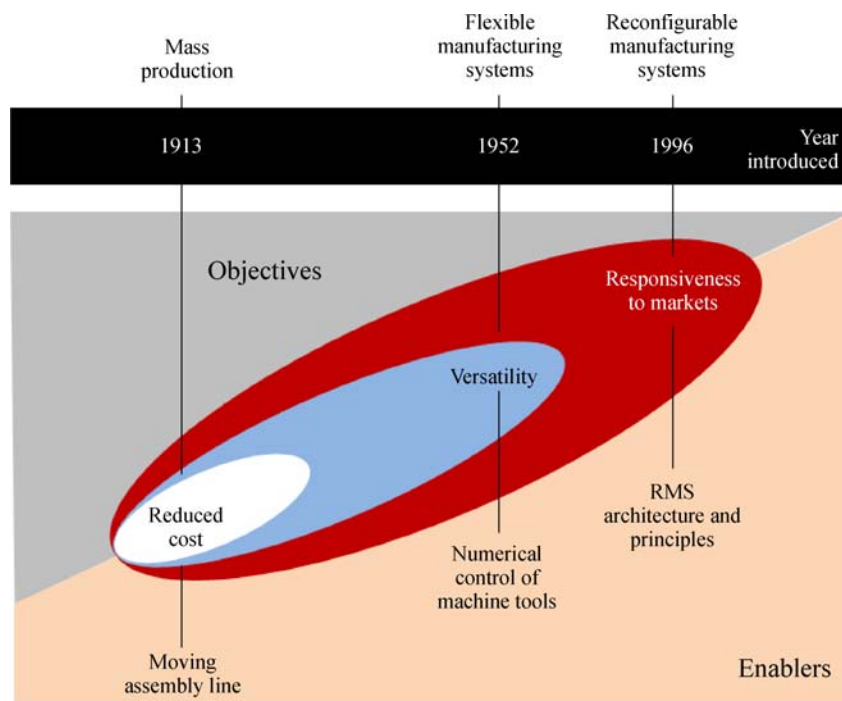 Mass
production
Flexible
manufacturing
systems
Reconfigurable
manufacturing
systems
1913
1952
1996
Year
introduced
Objectives
Responsiveness
to markets
Versatility
Reduced
cost
RMS
architecture and
principles
Numerical
control of
machine tools
Moving
assembly line
Enablers